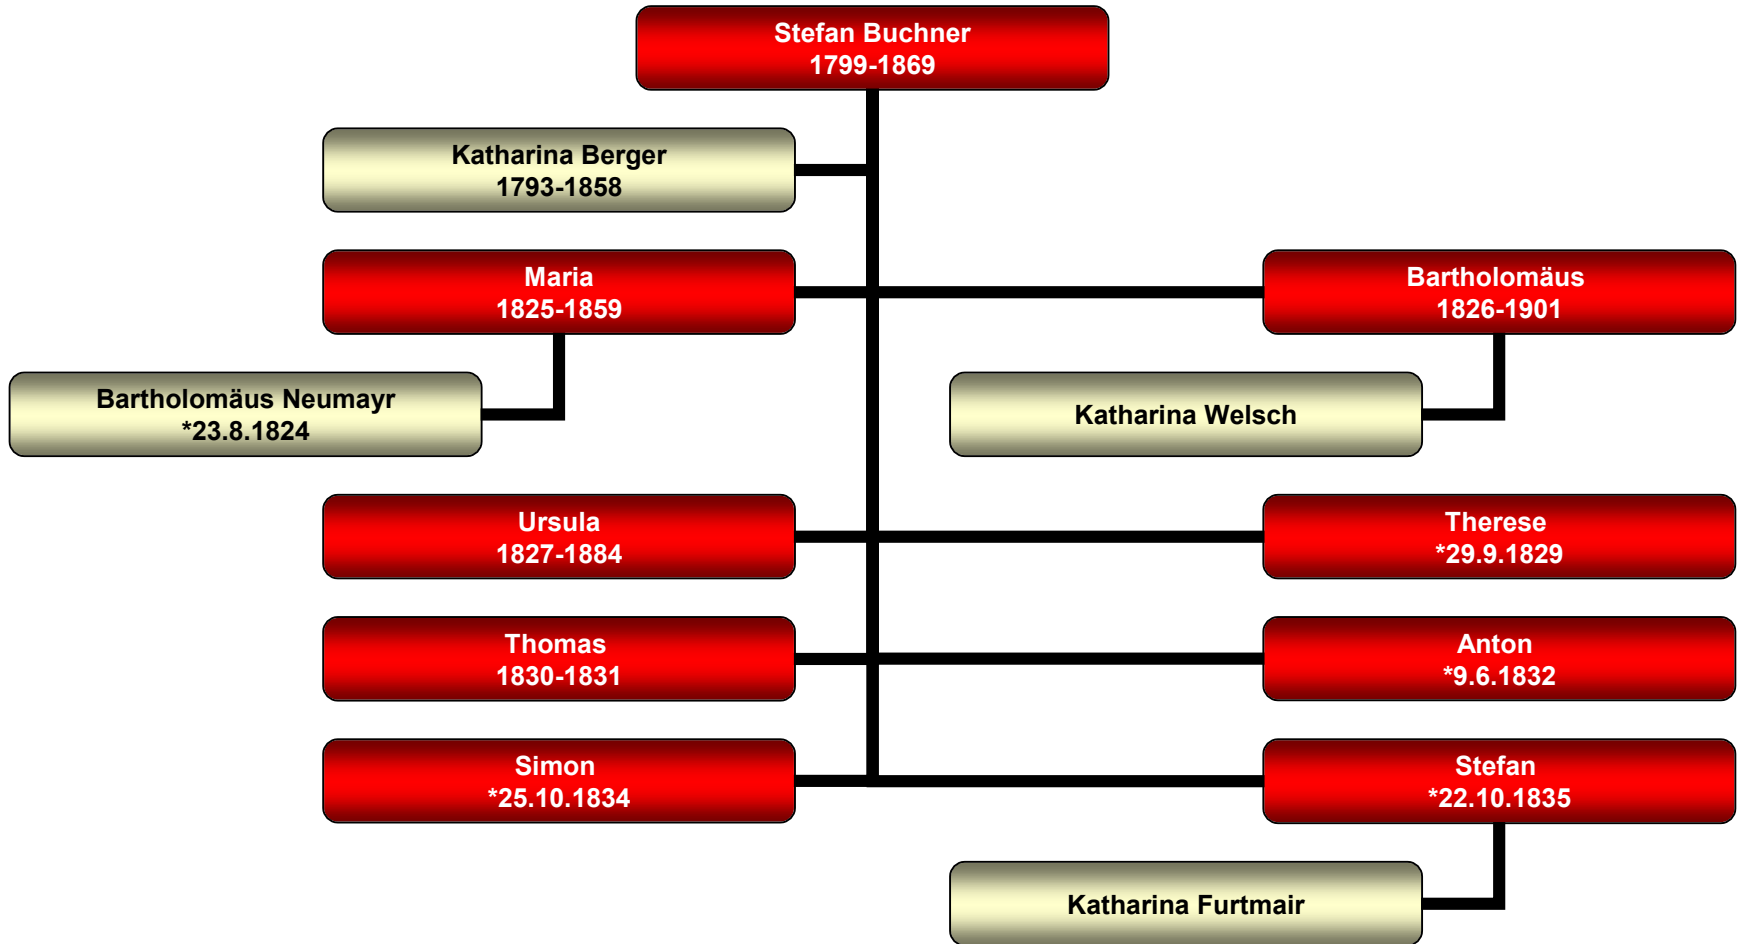 Stefan Buchner
1799-1869
Katharina Berger
1793-1858
Maria
1825-1859
Bartholomäus
1826-1901
Bartholomäus Neumayr
*23.8.1824
Katharina Welsch
Ursula
1827-1884
Therese
*29.9.1829
Thomas
1830-1831
Anton
*9.6.1832
Simon
*25.10.1834
Stefan
*22.10.1835
Katharina Furtmair